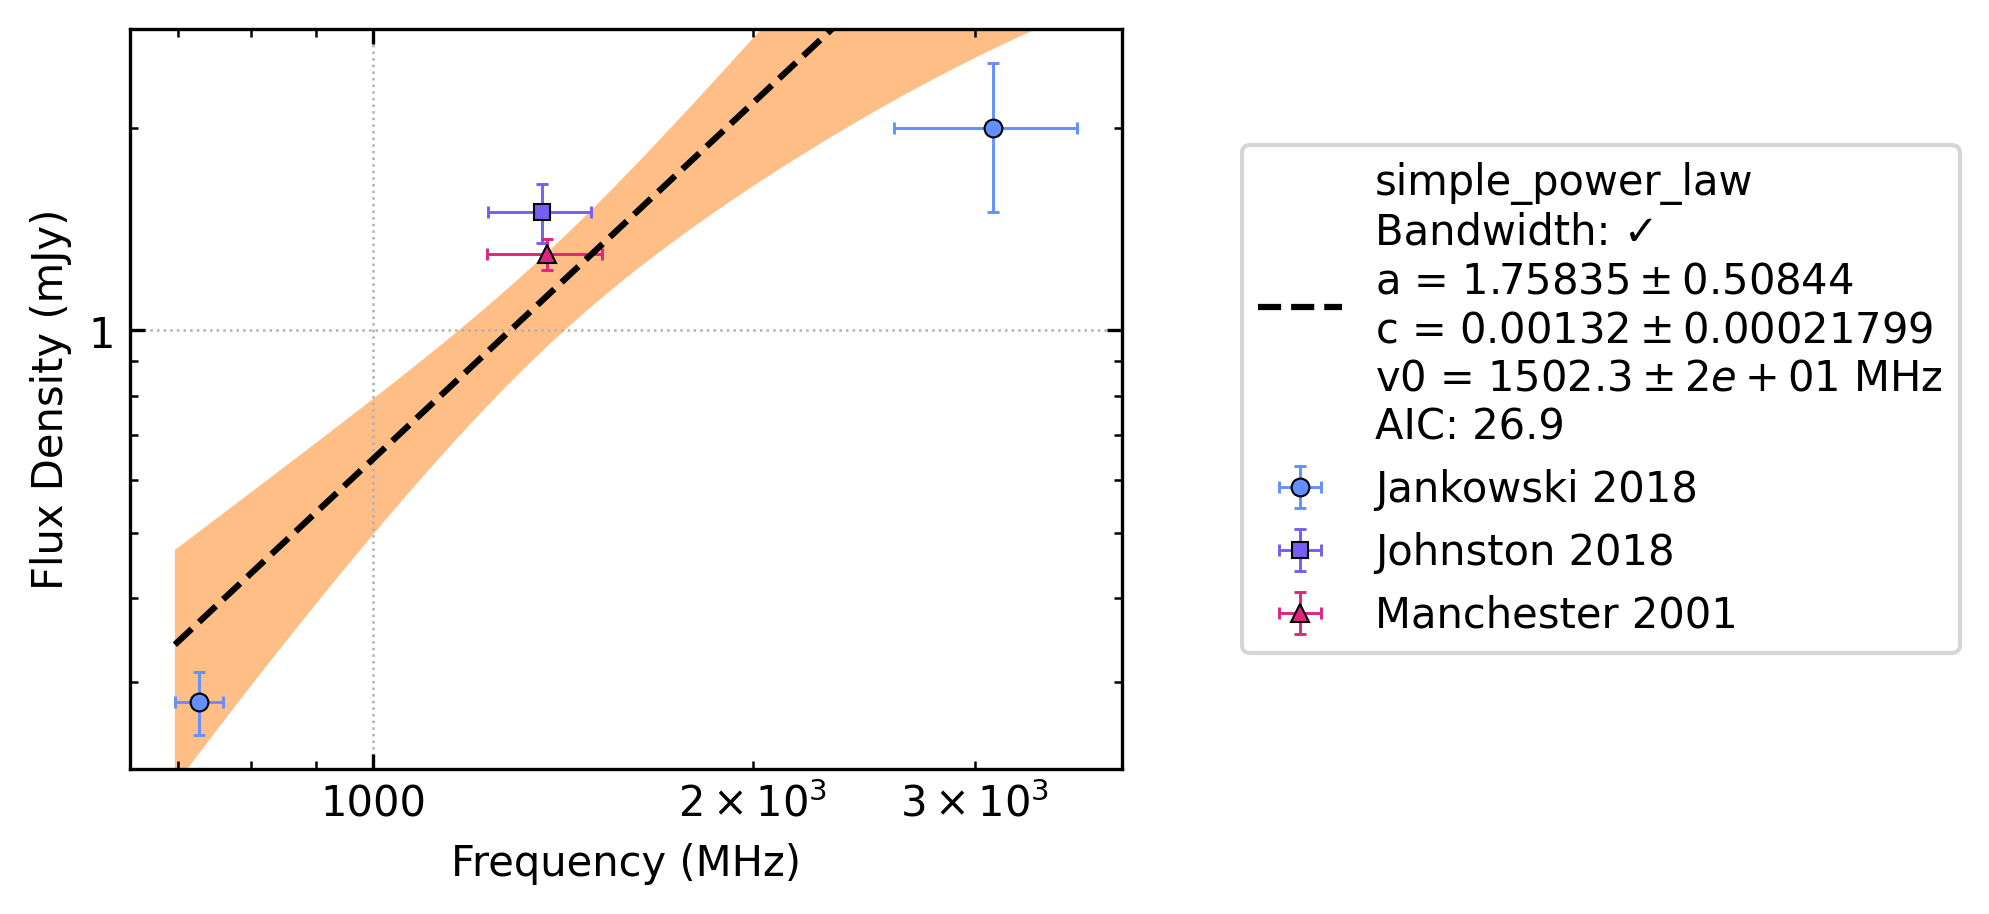 Flux Density (mJy)
1
1000
2 × 10³
3 × 10³
Frequency (MHz)
simple_power_law
Bandwidth: ✓
a = 1.75835 ± 0.50844
c = 0.00132 ± 0.00021799
v0 = 1502.3 ± 2e + 01 MHz
AIC: 26.9
Jankowski 2018
Johnston 2018
Manchester 2001